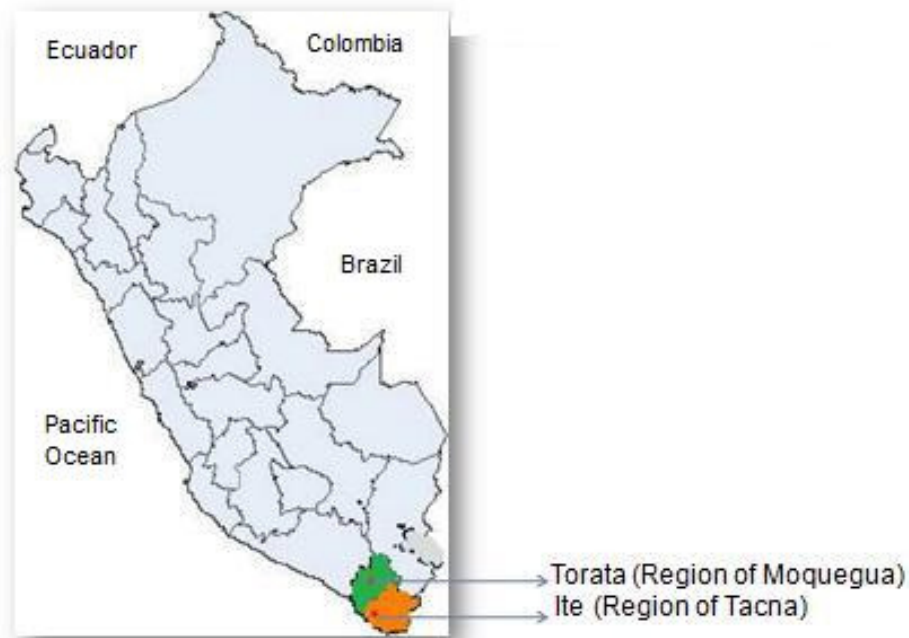 Ecuador
Colombia
Brazil
Pacific
Ocean
Torata (Region of Moquegua)
Ite (Region of Tacna)